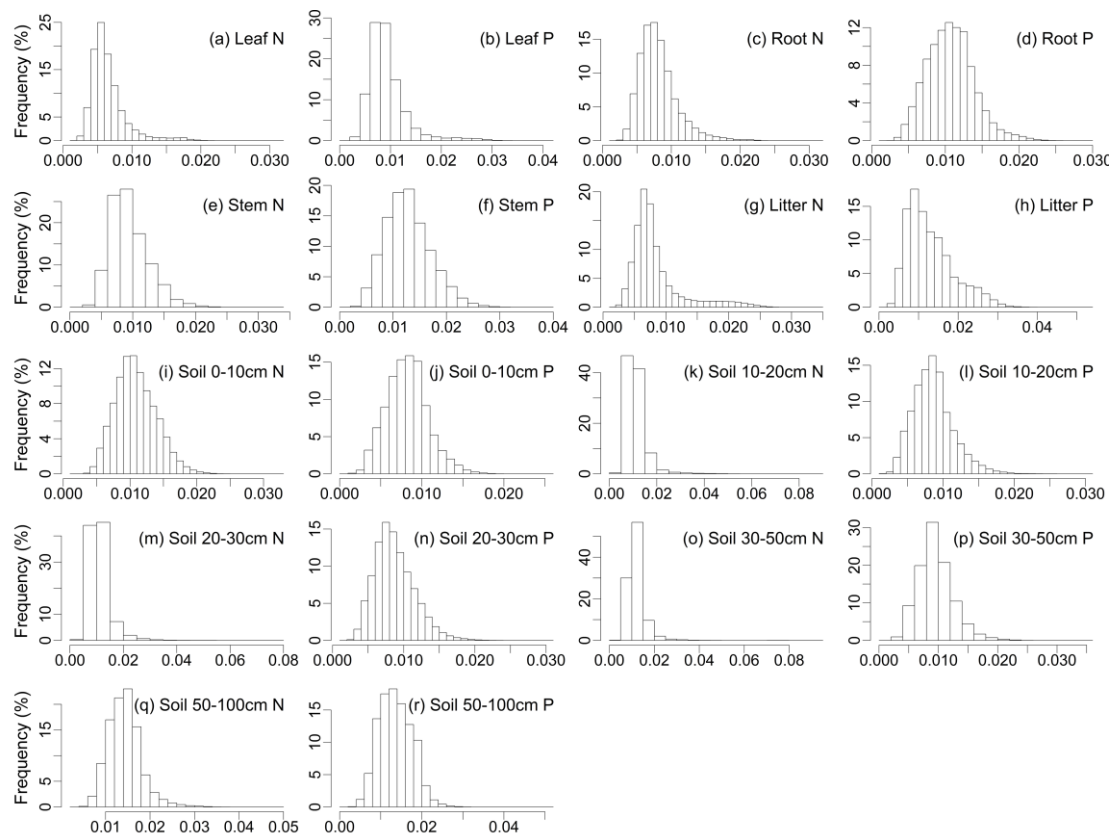 Frequency (%)
0 5 15 25
(a) Leaf N
0.000 0.010 0.020 0.030
0 10 20 30
(b) Leaf P
0.00 0.01 0.02 0.03 0.04
0 5 10 15
(c) Root N
0.000 0.010 0.020 0.030
0 4 8 12
(d) Root P
0.000 0.010 0.020 0.030
Frequency (%)
0 10 20
(e) Stem N
0.000 0.010 0.020 0.030
0 5 10 15 20
(f) Stem P
0.00 0.01 0.02 0.03 0.04
0 5 10 20
(g) Litter N
0.000 0.010 0.020 0.030
0 5 10 15
(h) Litter P
0.00 0.02 0.04
Frequency (%)
0 4 8 12
(i) Soil 0-10cm N
0.000 0.010 0.020 0.030
0 5 10 15
(j) Soil 0-10cm P
0.000 0.010 0.020
0 20 40
(k) Soil 10-20cm N
0.00 0.02 0.04 0.06 0.08
0 5 10 15
(l) Soil 10-20cm P
0.000 0.010 0.020 0.030
Frequency (%)
0 10 30
(m) Soil 20-30cm N
0.00 0.02 0.04 0.06 0.08
0 5 10 15
(n) Soil 20-30cm P
0.000 0.010 0.020 0.030
0 20 40
(o) Soil 30-50cm N
0.00 0.02 0.04 0.06 0.08
0 10 20 30
(p) Soil 30-50cm P
0.000 0.010 0.020 0.030
Frequency (%)
0 5 15
(q) Soil 50-100cm N
0.01 0.02 0.03 0.04 0.05
0 5 10 15
(r) Soil 50-100cm P
0.00 0.02 0.04